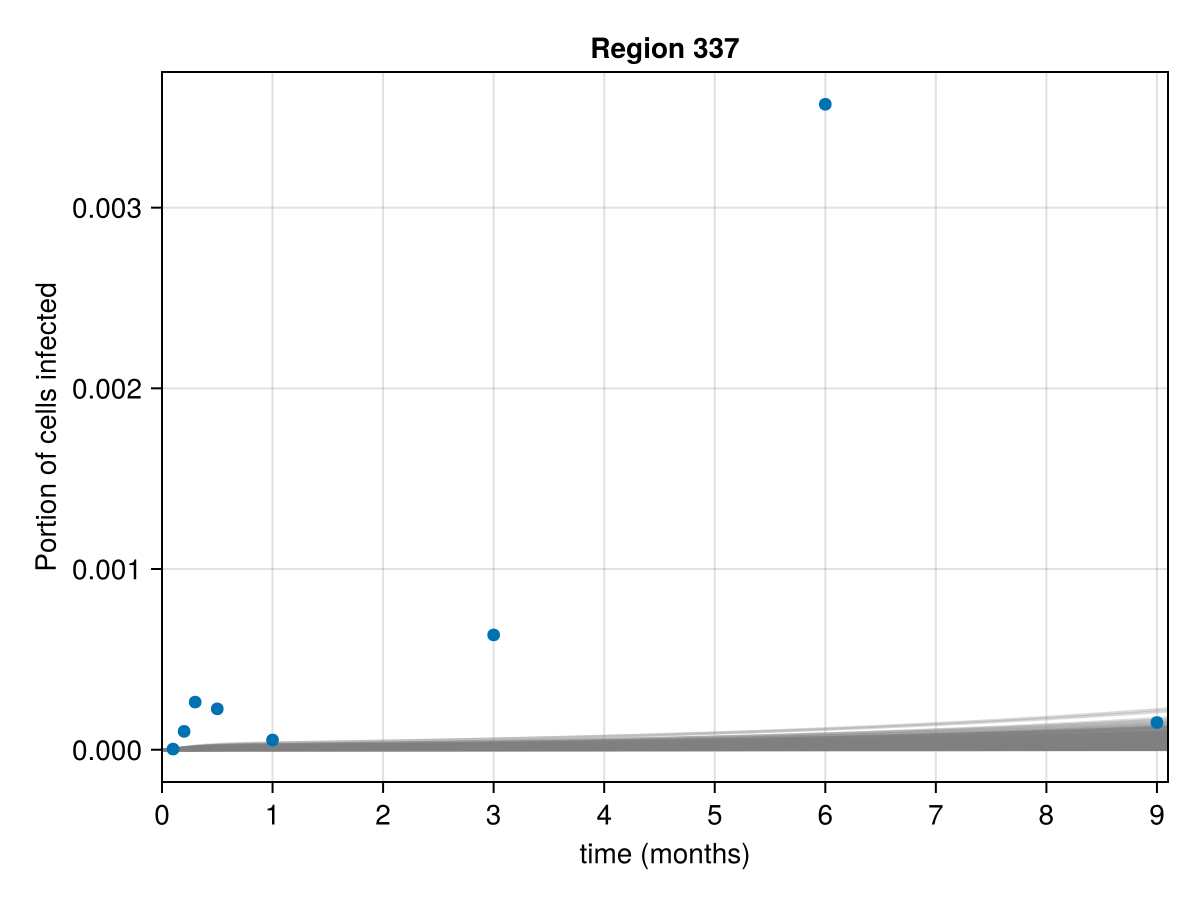 Region 337
Portion of cells infected
0.003
0.002
0.001
0.000
0 1 2 3 4 5 6 7 8 9
time (months)